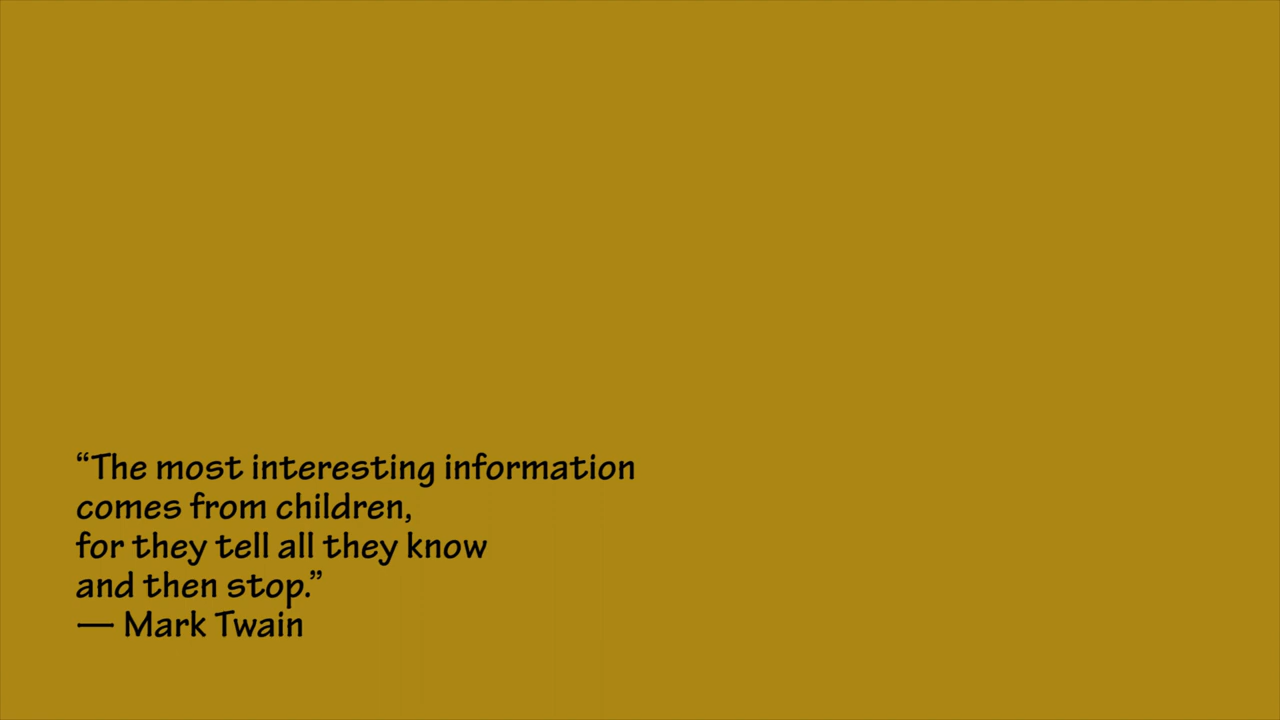 “The most interesting information
comes from children,
for they tell all they know
and then stop.”
— Mark Twain